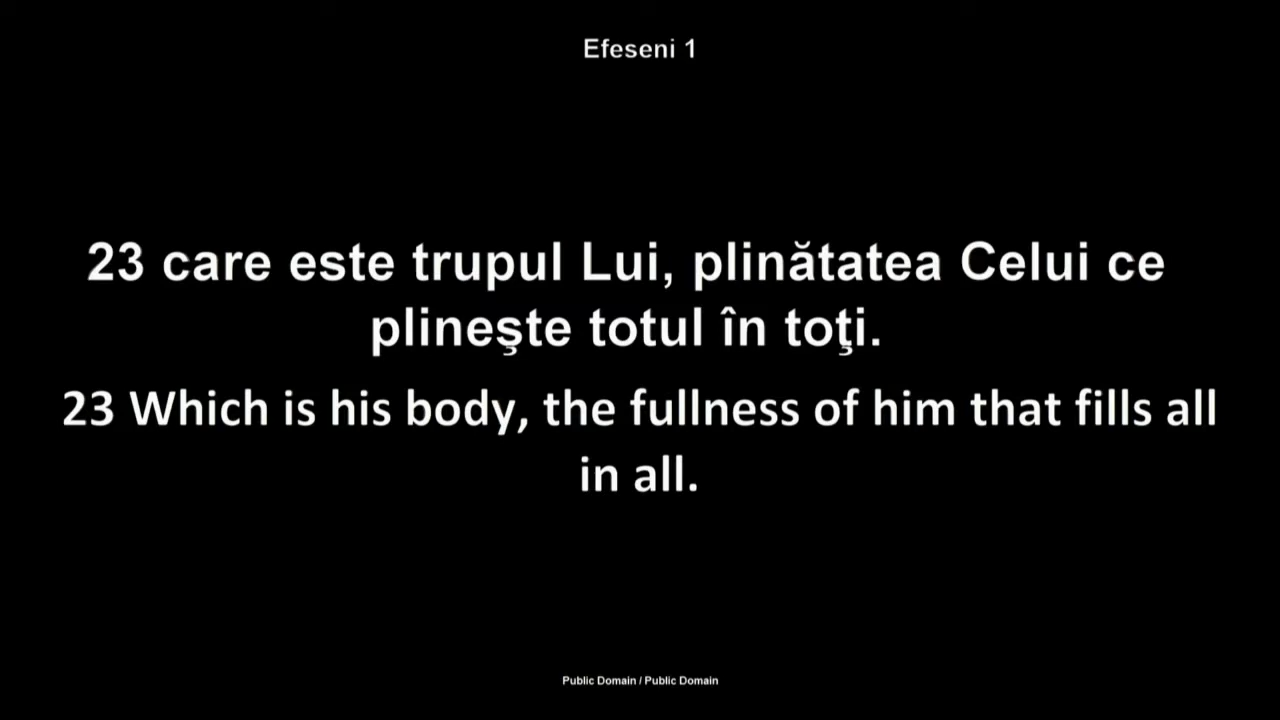 Efeseni 1
23 care este trupul Lui, plinătatea Celui ce
plineşte totul în toţi.
23 Which is his body, the fullness of him that fills all
in all.
Public Domain / Public Domain